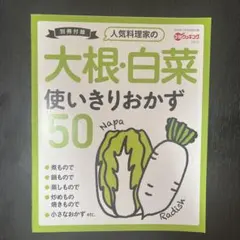 別冊付録
人気料理家の
大根・白菜
使いきりおかず
50
Napa
Radish
●煮もので
●鍋もので
●蒸しもので
●炒めもの
焼きもので
●小さなおかず etc.